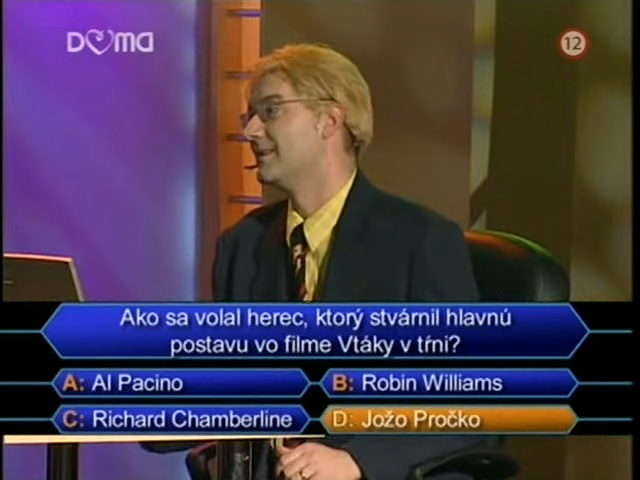 DOMA
12
Ako sa volal herec, ktorý stvárnil hlavnú
postavu vo filme Vtáky v tŕni?
A: Al Pacino
B: Robin Williams
C: Richard Chamberline
D: Jožo Pročko